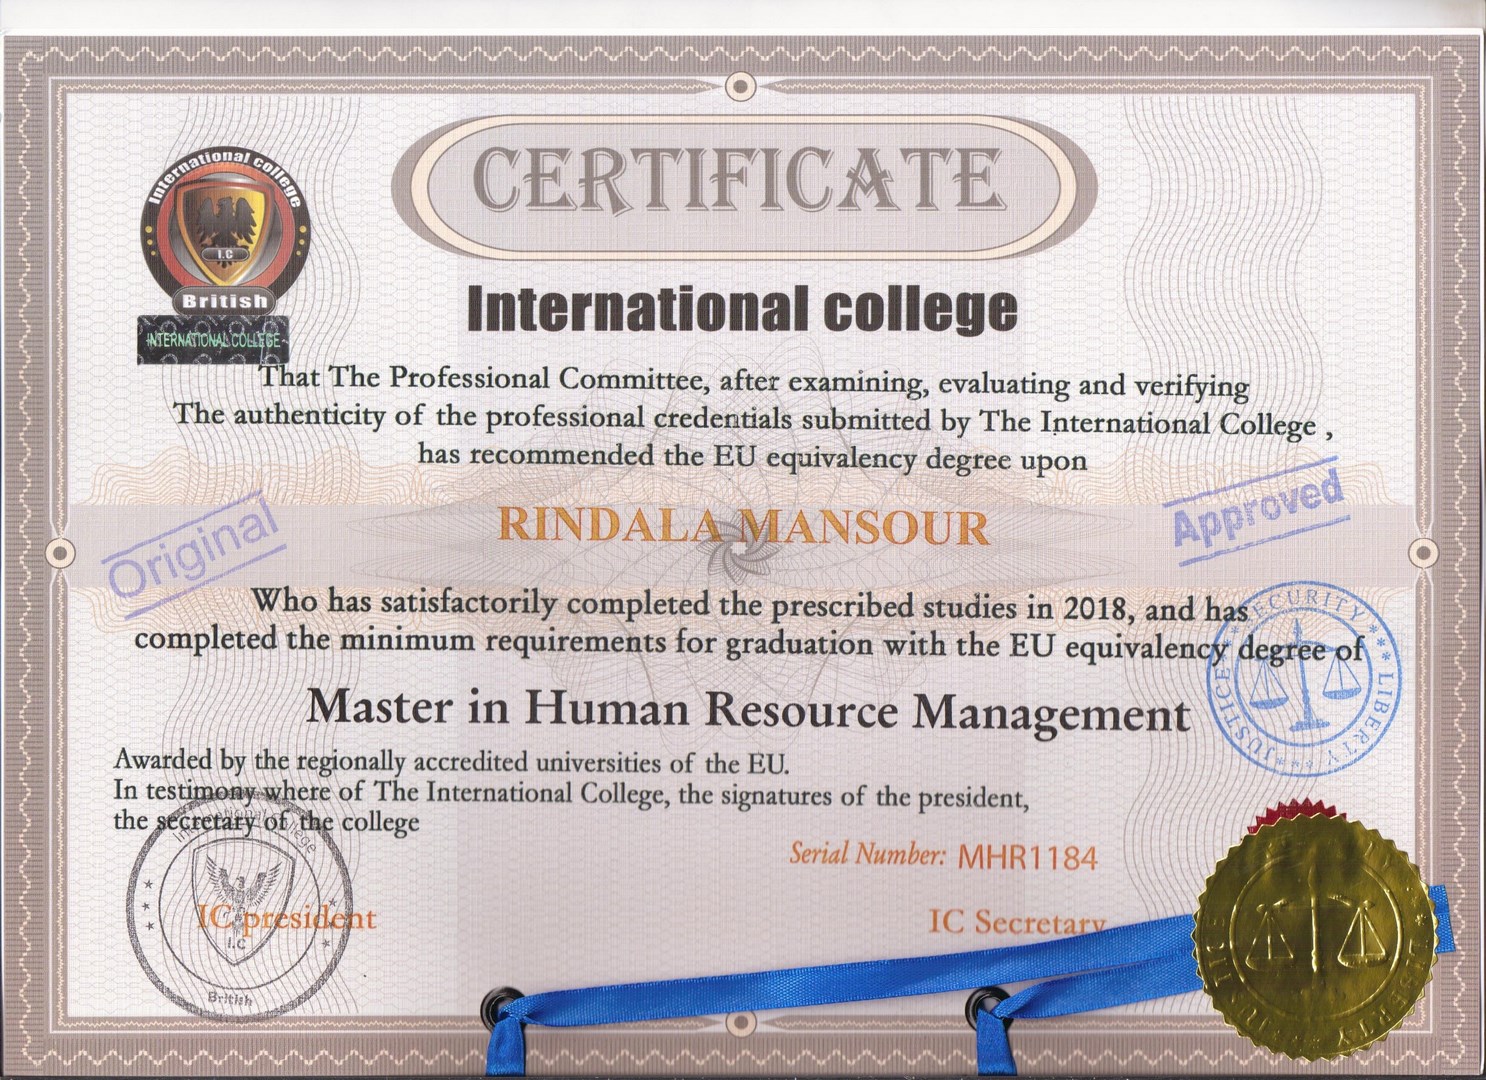 CERTIFICATE
International college
I.C
British
INTERNATIONAL COLLEGE
International college
That The Professional Committee, after examining, evaluating and verifying
The authenticity of the professional credentials submitted by The International College ,
has recommended the EU equivalency degree upon
Original
RINDALA MANSOUR
Approved
Who has satisfactorily completed the prescribed studies in 2018, and has
completed the minimum requirements for graduation with the EU equivalency degree of
SECURITY *** LIBERTY *** JUSTICE ***
Master in Human Resource Management
Awarded by the regionally accredited universities of the EU.
In testimony where of The International College, the signatures of the president,
the secretary of the college
International college
I.C
British
Serial Number: MHR1184
IC president
IC Secretary
LIBERTY